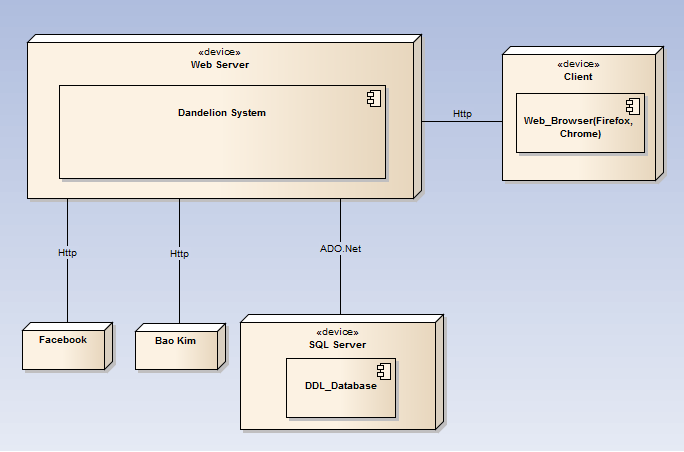 «device»
Web Server
Dandelion System
«device»
Client
Web_Browser(Firefox,
Chrome)
Http
Http
Http
ADO.Net
Facebook
Bao Kim
«device»
SQL Server
DDL_Database